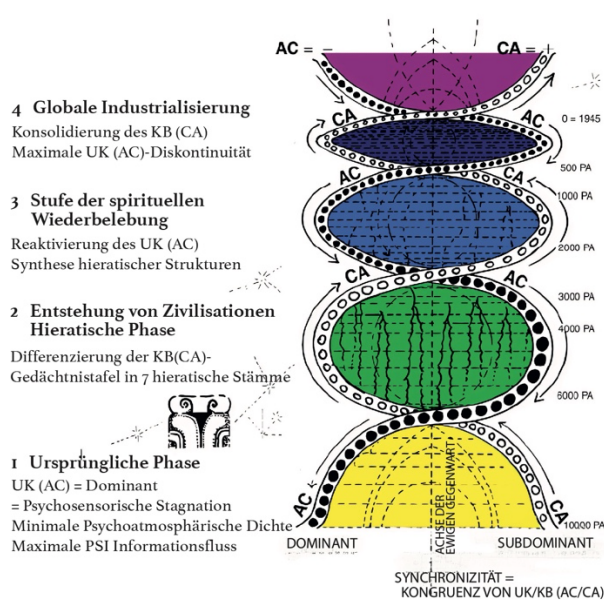 AC = –
CA = +
4 Globale Industrialisierung
Konsolidierung des KB (CA)
Maximale UK (AC)-Diskontinuität
CA
AC
0 = 1945
500 PA
3 Stufe der spirituellen
Wiederbelebung
Reaktivierung des UK (AC)
Synthese hieratischer Strukturen
AC
CA
1000 PA
2000 PA
2 Entstehung von Zivilisationen
Hieratische Phase
Differenzierung der KB(CA)-
Gedächtnistafel in 7 hieratische Stämme
CA
AC
3000 PA
4000 PA
6000 PA
1 Ursprüngliche Phase
UK (AC) = Dominant
= Psychosensorische Stagnation
Minimale Psychoatmosphärische Dichte
Maximale PSI Informationsfluss
AC
CA
ACHSE DER
EWIGEN GEGENWART
10000 PA
DOMINANT
SUBDOMINANT
SYNCHRONIZITÄT =
KONGRUENZ VON UK/KB (AC/CA)